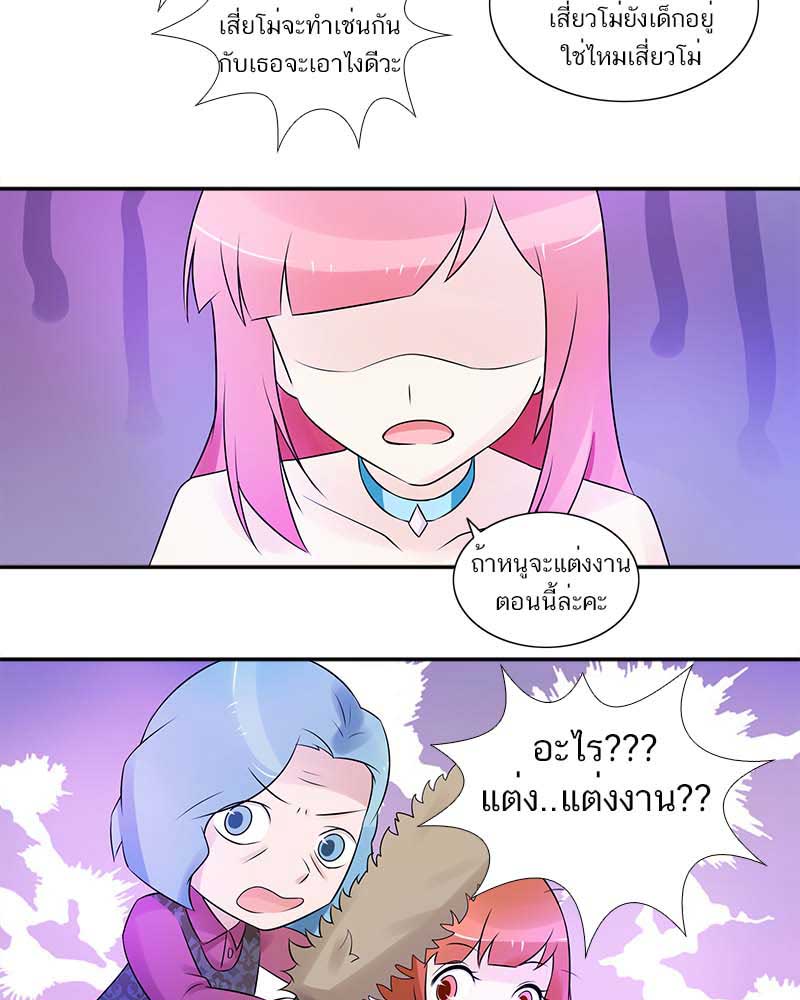 เสี่ยโม่จะทำเช่นกัน
กับเธอจะเอาไงดีวะ
เสี่ยวโม่ยังเด็กอยู่
ใช่ไหมเสี่ยวโม่
ถ้าหนูจะแต่งงาน
ตอนนี้ล่ะคะ
อะไร???
แต่ง..แต่งงาน??